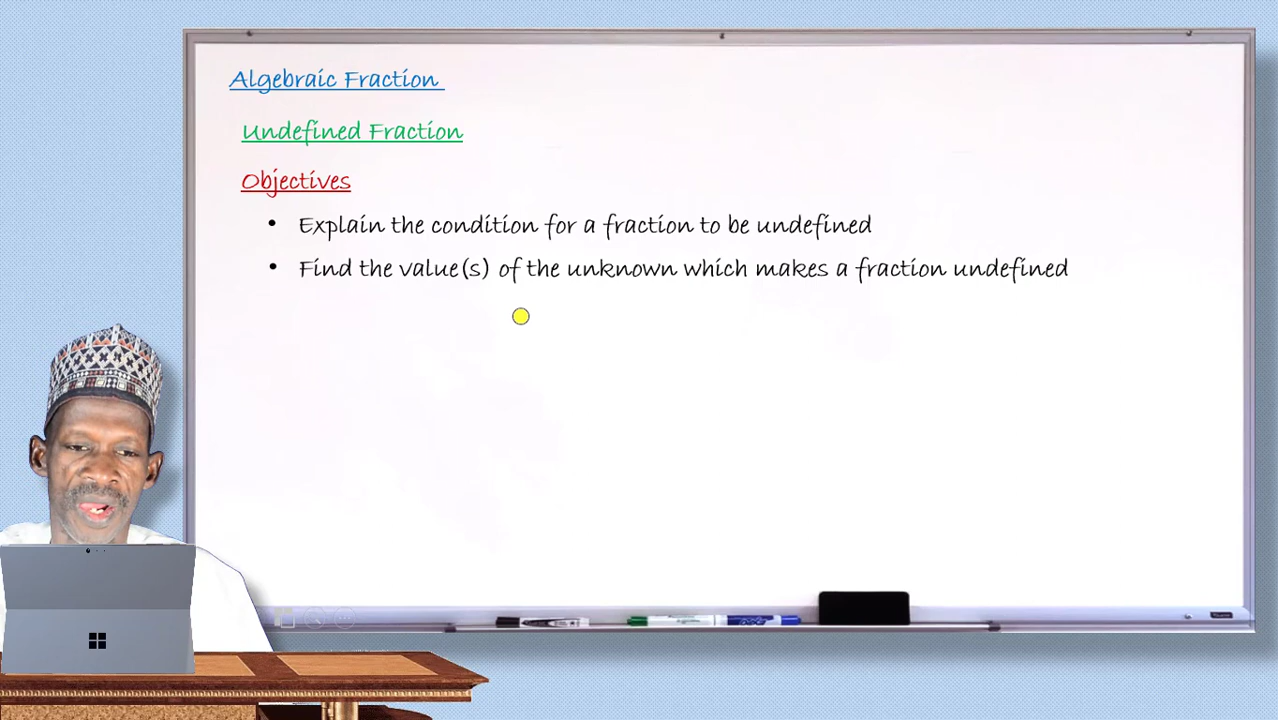 Algebraic Fraction
Undefined Fraction
Objectives
• Explain the condition for a fraction to be undefined
• Find the value(s) of the unknown which makes a fraction undefined